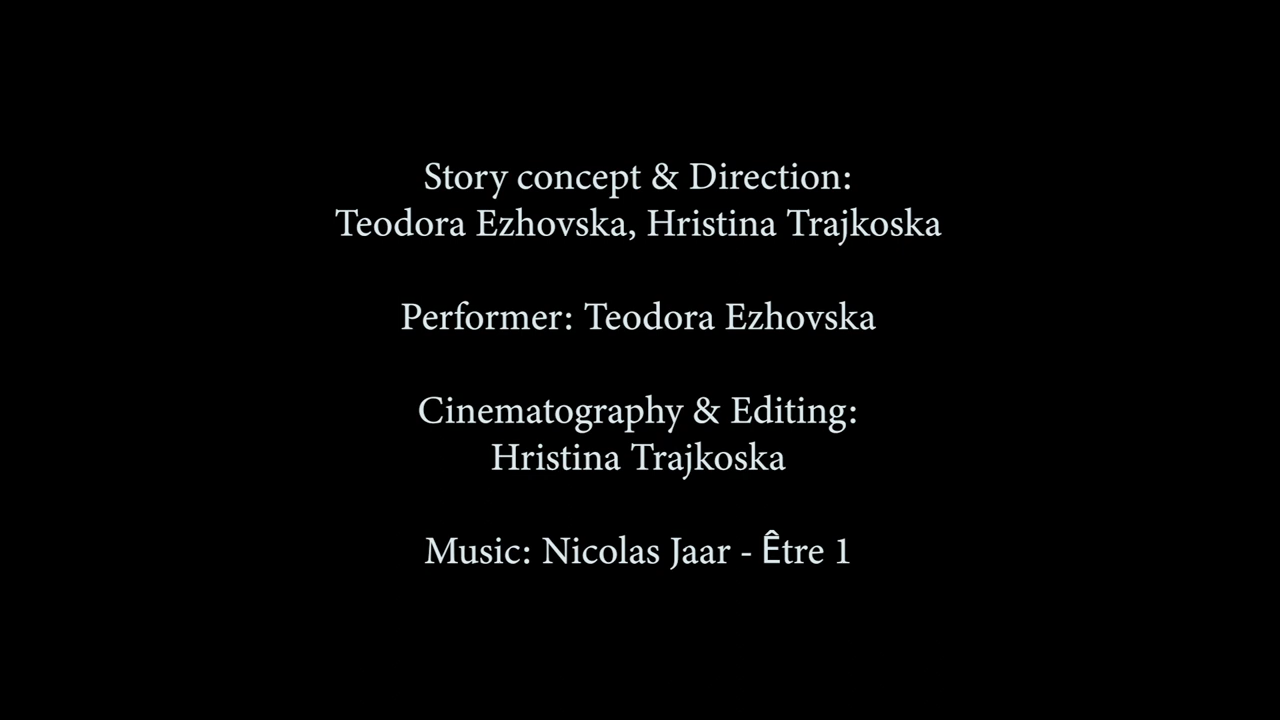 Story concept & Direction:
Teodora Ezhovska, Hristina Trajkoska
Performer: Teodora Ezhovska
Cinematography & Editing:
Hristina Trajkoska
Music: Nicolas Jaar - Être 1